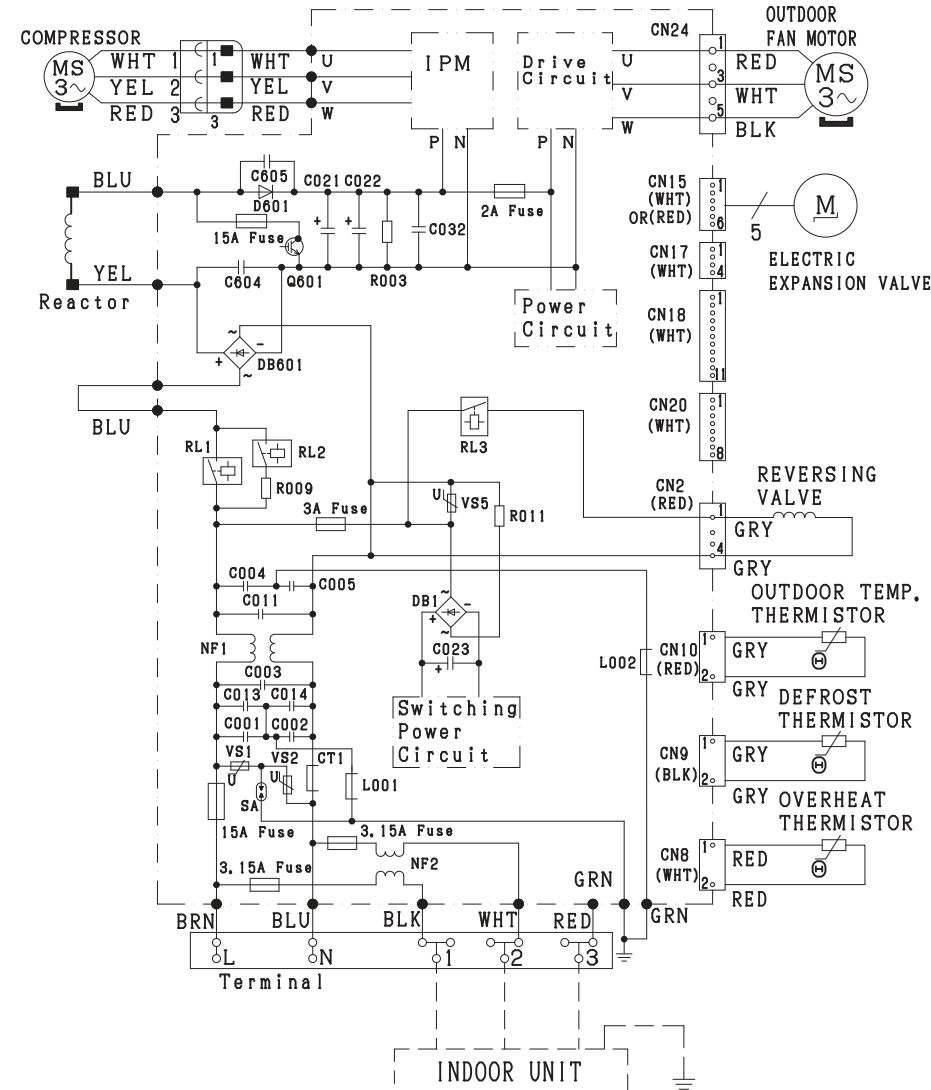 COMPRESSOR
MS
3~
WHT 1 1 WHT U
YEL 2 YEL V
RED 3 3 RED W
IPM
P N
Drive
Circuit
P N
U
V
W
CN24
1
3
5
OUTDOOR
FAN MOTOR
RED
WHT
BLK
MS
3~
BLU
C605
D601
C021 C022
+ +
15A Fuse
Q601
R003
C032
2A Fuse
C604
YEL
Reactor
Power
Circuit
CN15
(WHT)
OR(RED)
1
6
5
M
ELECTRIC
EXPANSION VALVE
CN17
(WHT)
1
4
CN18
(WHT)
1
11
~
+ -
DB601
~
BLU
CN20
(WHT)
1
8
RL1
RL2
R009
RL3
3A Fuse
U VS5
R011
CN2
(RED)
1
4
REVERSING
VALVE
GRY
GRY
C004
C005
C011
NF1
C003
C013 C014
C001 C002
DB1
~
+ -
~
C023
+
Switching
Power
Circuit
L002
CN10
(RED)
1
2
OUTDOOR TEMP.
THERMISTOR
GRY
Θ
GRY
DEFROST
THERMISTOR
CN9
(BLK)
1
2
GRY
Θ
GRY
OVERHEAT
THERMISTOR
CN8
(WHT)
1
2
RED
Θ
RED
VS1
U
VS2
U
CT1
L001
SA
15A Fuse
3.15A Fuse
NF2
3.15A Fuse
GRN
GRN
BRN BLU BLK WHT RED
L N 1 2 3
Terminal
INDOOR UNIT